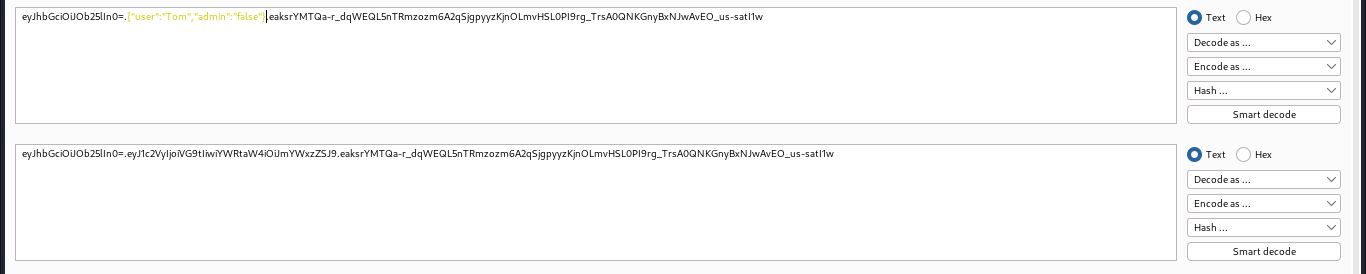 eyJhbGciOiJOb25lIn0=.{"user":"Tom","admin":"false"}.eaksrYMTQa-r_dqWEQL5nTRmzozm6A2qSjgpyyzKjnOLmvHSL0PI9rg_TrsA0QNKGnyBxNJwAvEO_us-satI1w
Text Hex
Decode as ...
Encode as ...
Hash ...
Smart decode
eyJhbGciOiJOb25lIn0=.eyJ1c2VyIjoiVG9tIiwiYWRtaW4iOiJmYWxzZSJ9.eaksrYMTQa-r_dqWEQL5nTRmzozm6A2qSjgpyyzKjnOLmvHSL0PI9rg_TrsA0QNKGnyBxNJwAvEO_us-satI1w
Text Hex
Decode as ...
Encode as ...
Hash ...
Smart decode